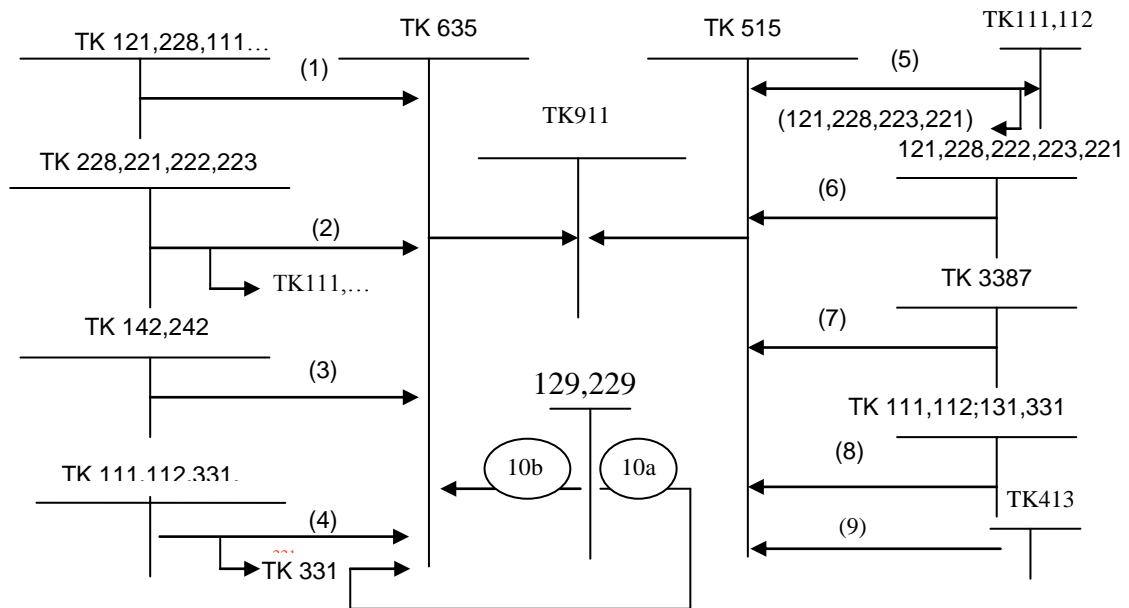 TK 121,228,111…
TK 635
TK 515
TK111,112
(1)
(5)
(121,228,223,221)
TK911
TK 228,221,222,223
121,228,222,223,221
(6)
(2)
TK111,…
TK 3387
TK 142,242
(7)
(3)
129,229
TK 111,112;131,331
(8)
TK 111,112,331,
10b
10a
TK413
(4)
(9)
TK 331